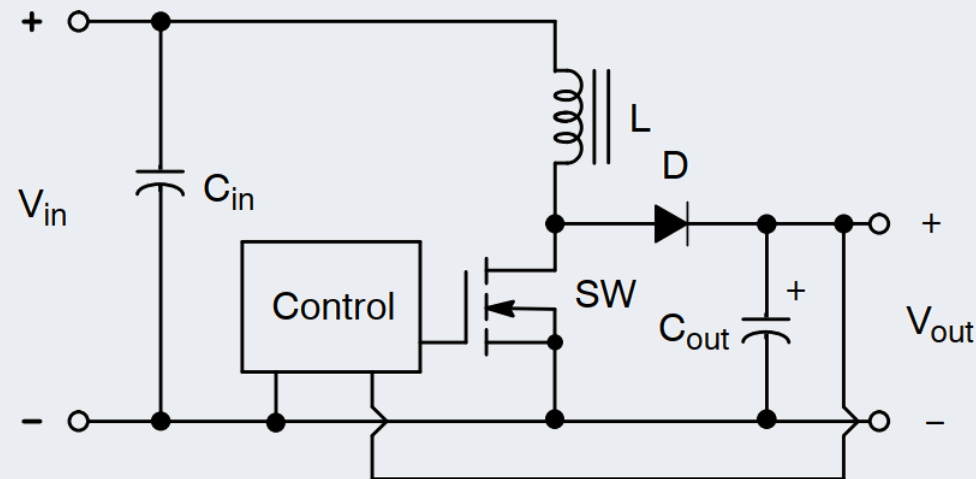 +
L
D
V_in
C_in
+
Control
SW
+
C_out
V_out
−
−